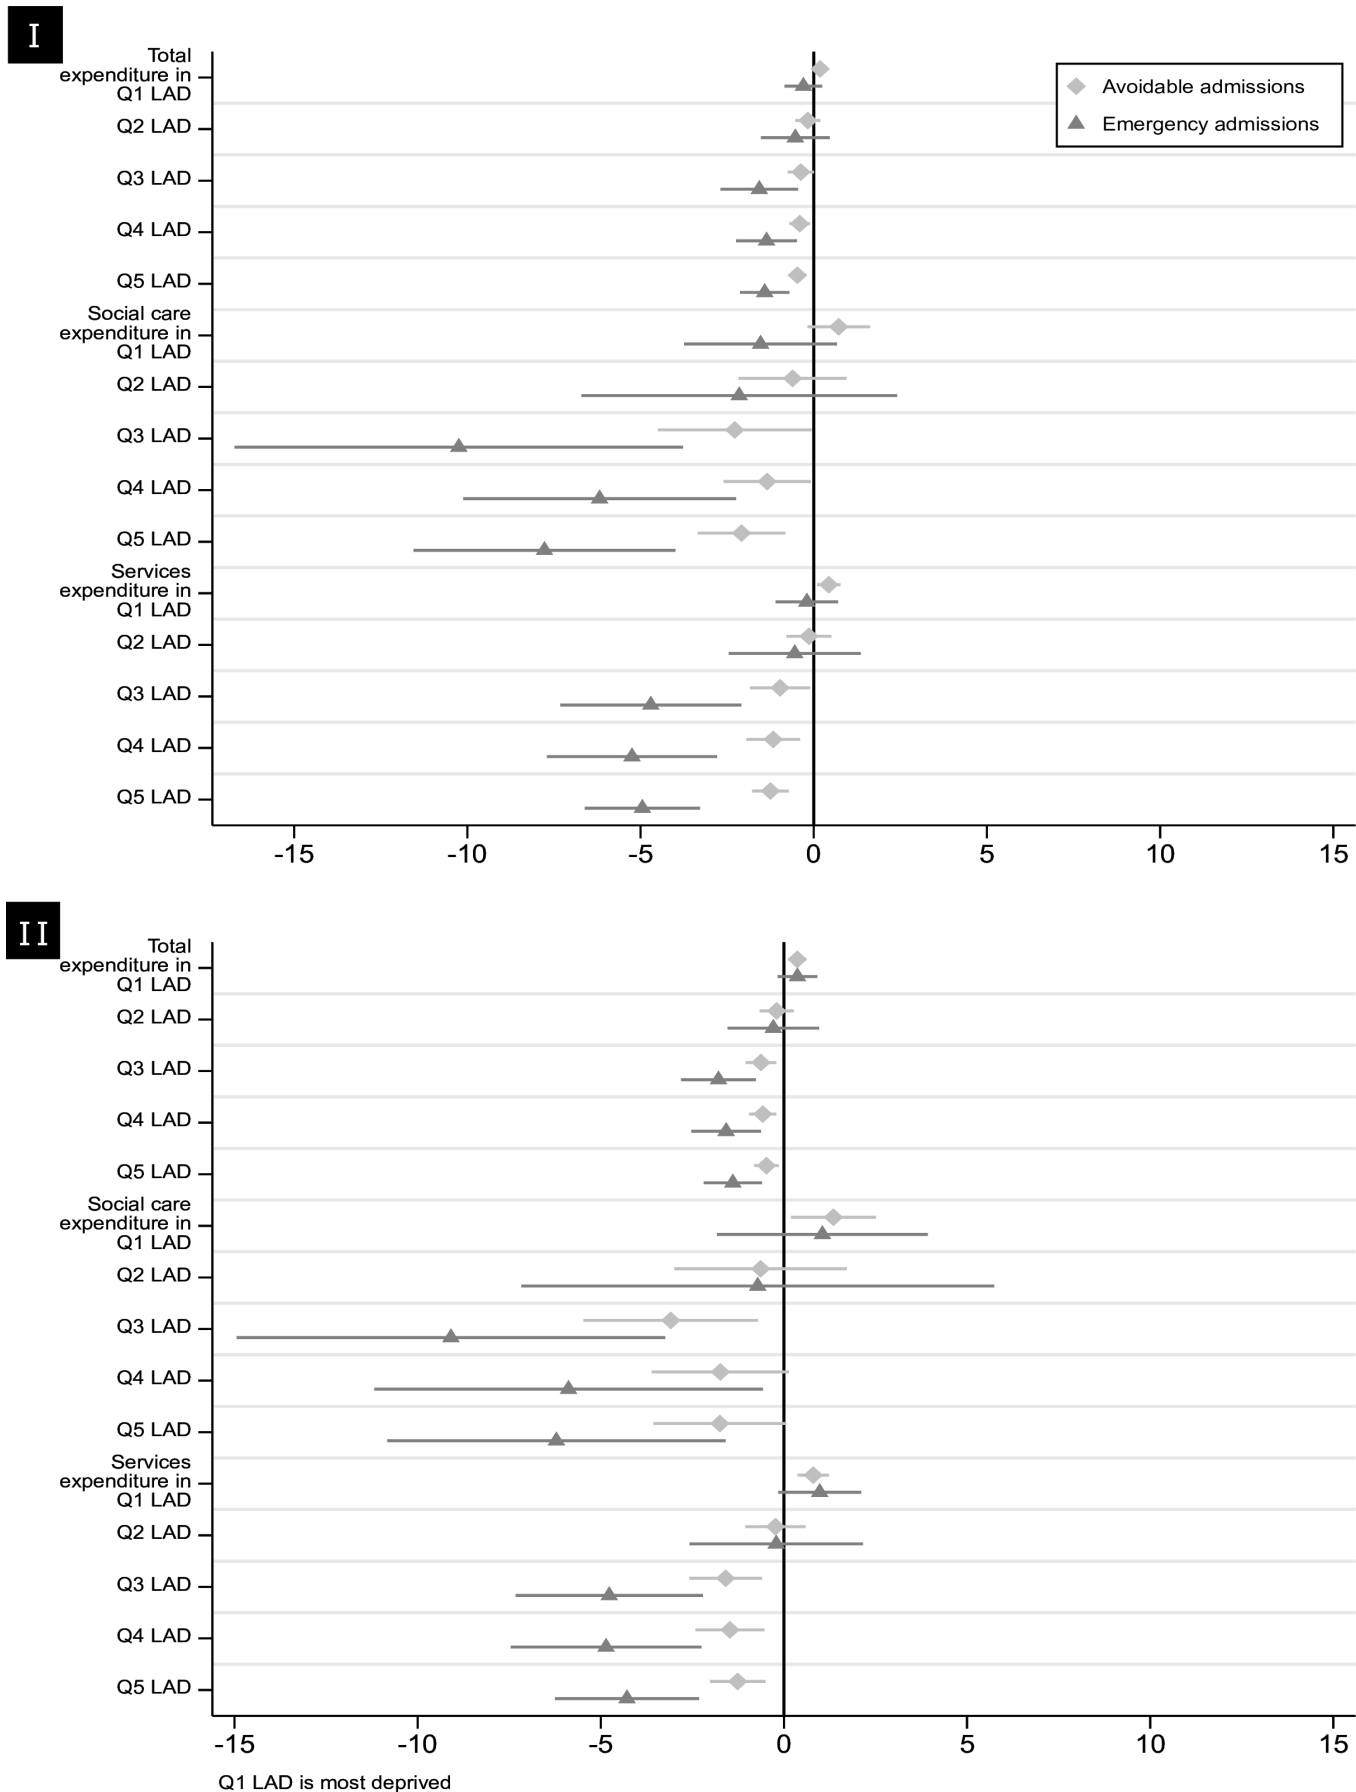 I
Total
expenditure in
Q1 LAD
Q2 LAD
Q3 LAD
Q4 LAD
Q5 LAD
Social care
expenditure in
Q1 LAD
Q2 LAD
Q3 LAD
Q4 LAD
Q5 LAD
Services
expenditure in
Q1 LAD
Q2 LAD
Q3 LAD
Q4 LAD
Q5 LAD
Avoidable admissions
Emergency admissions
-15 -10 -5 0 5 10 15
II
Total
expenditure in
Q1 LAD
Q2 LAD
Q3 LAD
Q4 LAD
Q5 LAD
Social care
expenditure in
Q1 LAD
Q2 LAD
Q3 LAD
Q4 LAD
Q5 LAD
Services
expenditure in
Q1 LAD
Q2 LAD
Q3 LAD
Q4 LAD
Q5 LAD
-15 -10 -5 0 5 10 15
Q1 LAD is most deprived